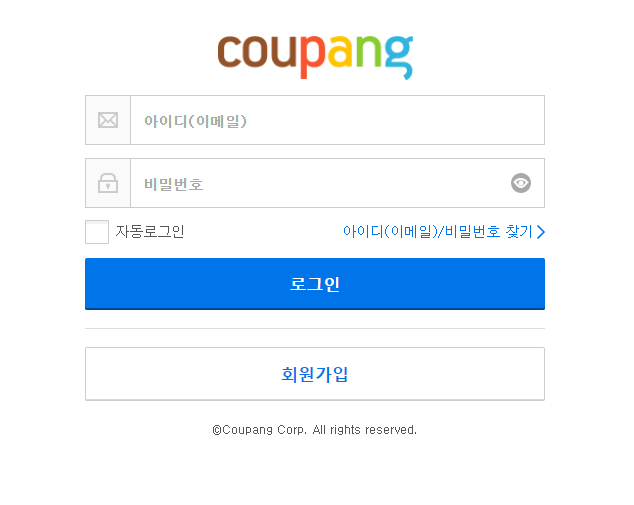 coupang
아이디(이메일)
비밀번호
자동로그인 아이디(이메일)/비밀번호 찾기
로그인
회원가입
©Coupang Corp. All rights reserved.